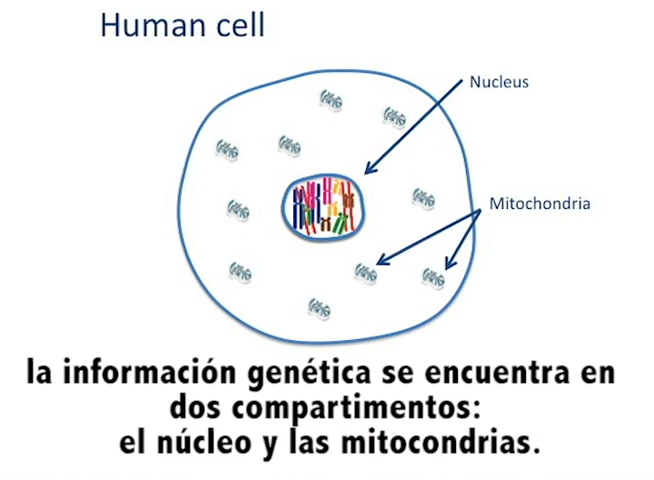 Human cell
Nucleus
Mitochondria
la información genética se encuentra en
dos compartimentos:
el núcleo y las mitocondrias.